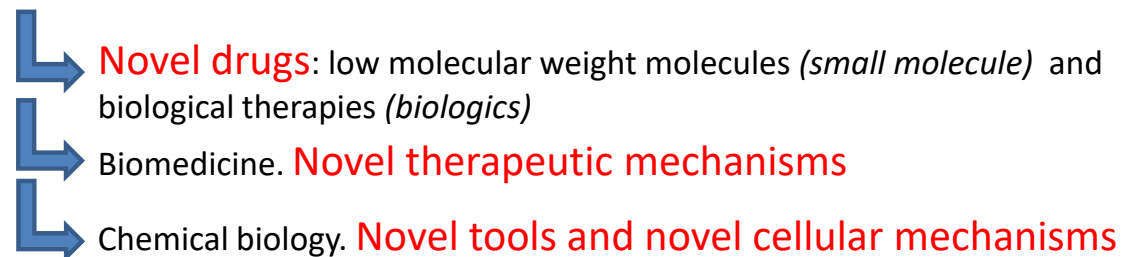 Novel drugs: low molecular weight molecules (small molecule) and
biological therapies (biologics)
Biomedicine. Novel therapeutic mechanisms
Chemical biology. Novel tools and novel cellular mechanisms